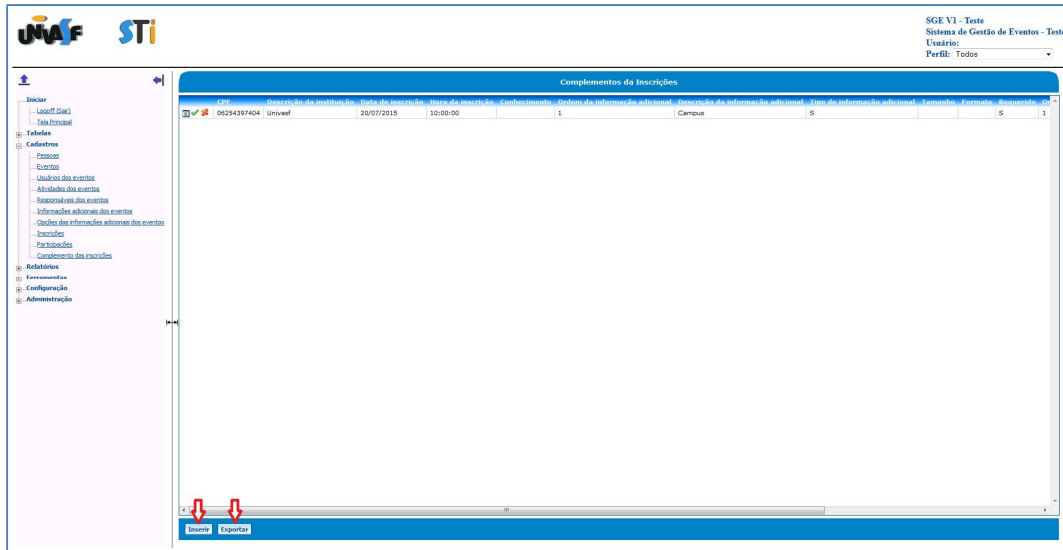 UNIVASF STi
SGE V1 - Teste
Sistema de Gestão de Eventos - Teste
Usuário:
Perfil: Todos
Iniciar
Logoff (Sair)
Tela Principal
Tabelas
Cadastros
Pessoas
Eventos
Usuários dos eventos
Atividades dos eventos
Responsáveis dos eventos
Informações adicionais dos eventos
Opções das informações adicionais dos eventos
Inscrições
Participações
Complemento das inscrições
Relatórios
Ferramentas
Configuração
Administração
Complementos da Inscrições
CPF Descrição da instituição Data de inscrição Hora da inscrição Conhecimento Ordem da informação adicional Descrição da informação adicional Tipo de informação adicional Tamanho Formato Requerido Or
06254397404 Univasf 20/07/2015 10:00:00 1 Campus S S 1
Inserir Exportar